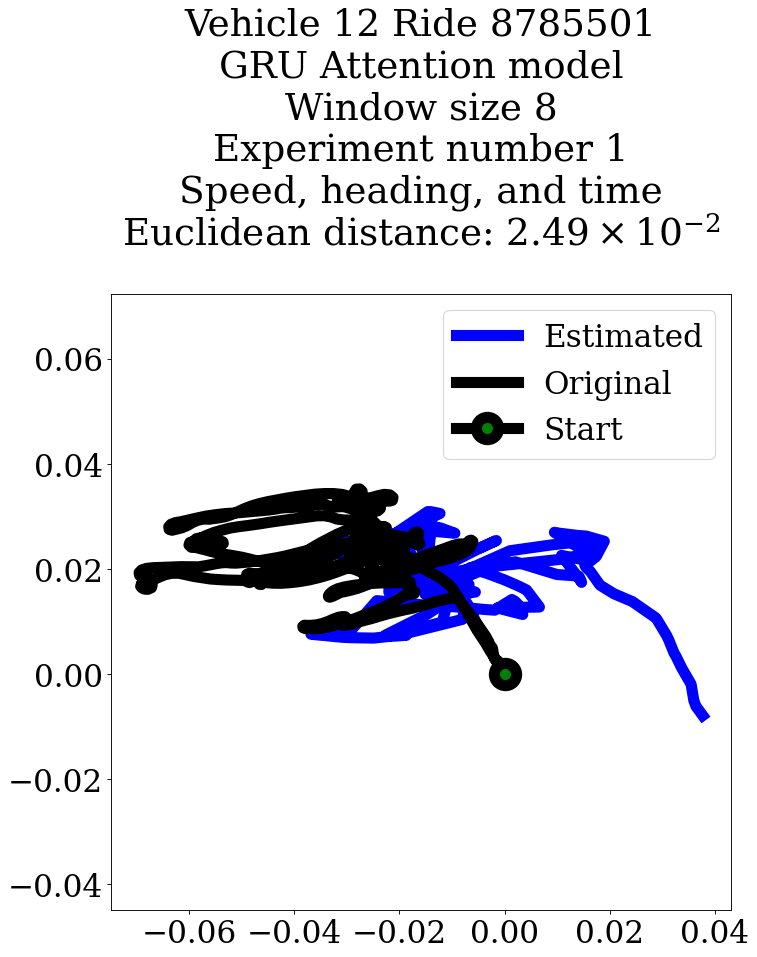 Vehicle 12 Ride 8785501
GRU Attention model
Window size 8
Experiment number 1
Speed, heading, and time
Euclidean distance: 2.49 × 10⁻²
Estimated
Original
Start
0.06
0.04
0.02
0.00
−0.02
−0.04
−0.06 −0.04 −0.02 0.00 0.02 0.04